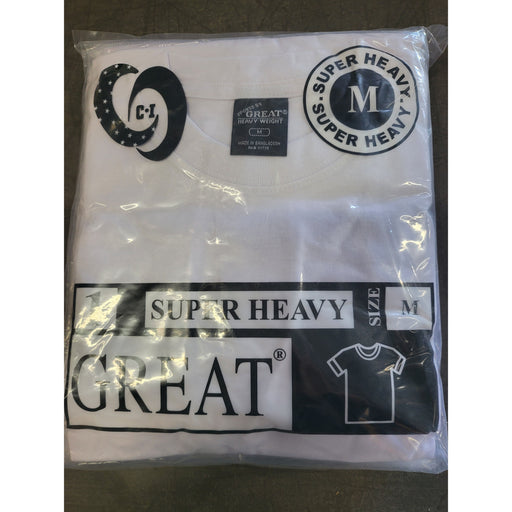 C·I
GREAT®
HEAVY WEIGHT
M
MADE IN BANGLADESH
SUPER HEAVY
M
SUPER HEAVY
SUPER HEAVY
SIZE
M
GREAT®